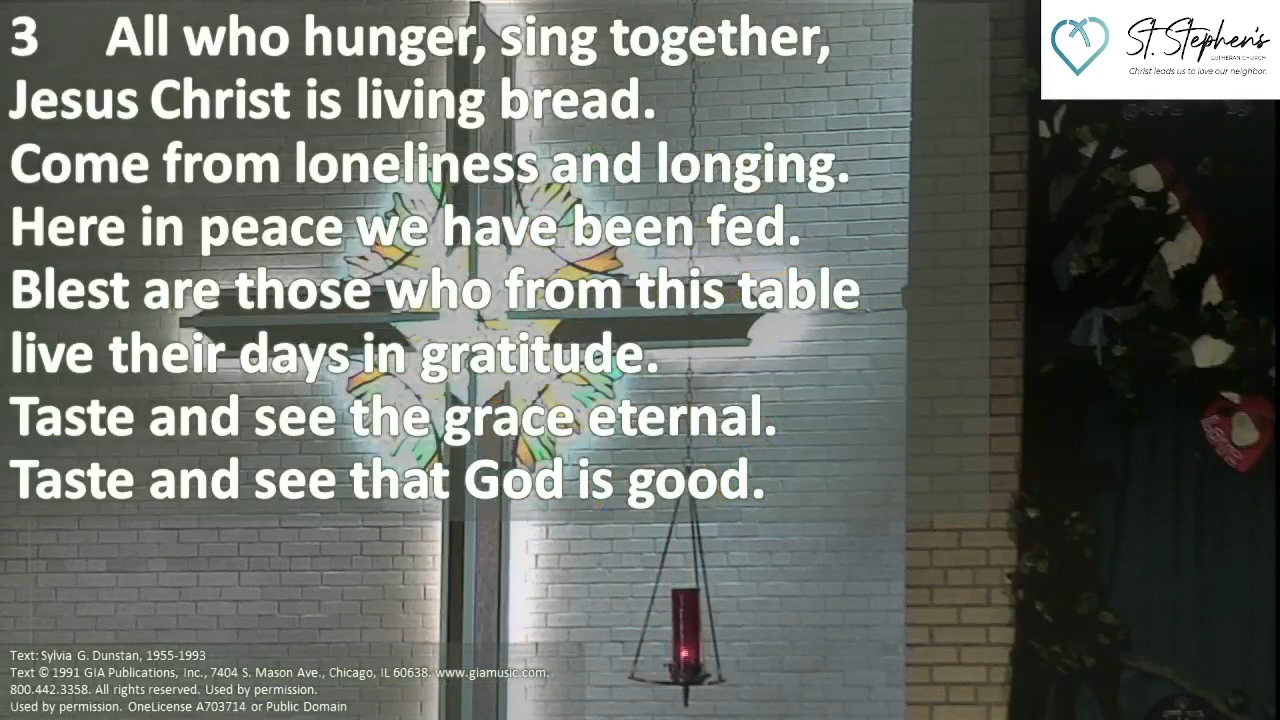 3 All who hunger, sing together,
Jesus Christ is living bread.
Come from loneliness and longing.
Here in peace we have been fed.
Blest are those who from this table
live their days in gratitude.
Taste and see the grace eternal.
Taste and see that God is good.
St. Stephen's
LUTHERAN CHURCH
Christ leads us to love our neighbor.
LOVE
Text: Sylvia G. Dunstan, 1955-1993
Text © 1991 GIA Publications, Inc., 7404 S. Mason Ave., Chicago, IL 60638. www.giamusic.com.
800.442.3358. All rights reserved. Used by permission.
Used by permission. OneLicense A703714 or Public Domain